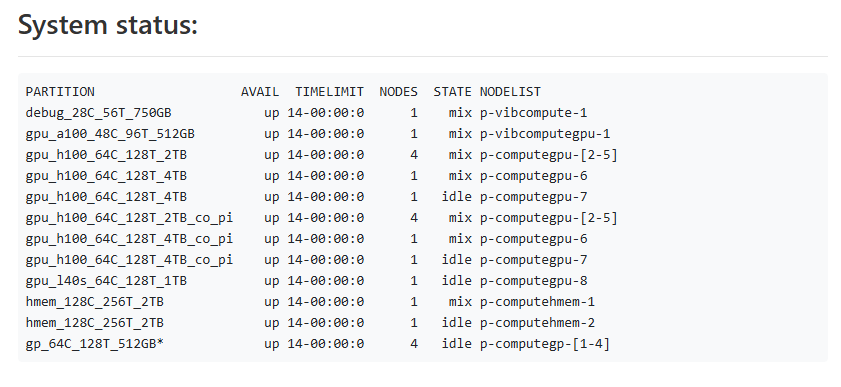 System status:
PARTITION AVAIL TIMELIMIT NODES STATE NODELIST
debug_28C_56T_750GB up 14-00:00:0 1 mix p-vibcompute-1
gpu_a100_48C_96T_512GB up 14-00:00:0 1 mix p-vibcomputegpu-1
gpu_h100_64C_128T_2TB up 14-00:00:0 4 mix p-computegpu-[2-5]
gpu_h100_64C_128T_4TB up 14-00:00:0 1 mix p-computegpu-6
gpu_h100_64C_128T_4TB up 14-00:00:0 1 idle p-computegpu-7
gpu_h100_64C_128T_2TB_co_pi up 14-00:00:0 4 mix p-computegpu-[2-5]
gpu_h100_64C_128T_4TB_co_pi up 14-00:00:0 1 mix p-computegpu-6
gpu_h100_64C_128T_4TB_co_pi up 14-00:00:0 1 idle p-computegpu-7
gpu_l40s_64C_128T_1TB up 14-00:00:0 1 idle p-computegpu-8
hmem_128C_256T_2TB up 14-00:00:0 1 mix p-computehmem-1
hmem_128C_256T_2TB up 14-00:00:0 1 idle p-computehmem-2
gp_64C_128T_512GB* up 14-00:00:0 4 idle p-computegp-[1-4]